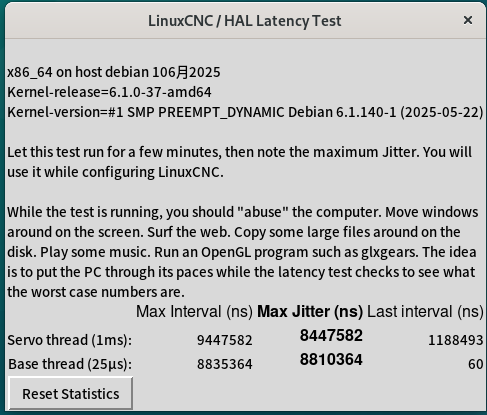 LinuxCNC / HAL Latency Test
x86_64 on host debian 106月2025
Kernel-release=6.1.0-37-amd64
Kernel-version=#1 SMP PREEMPT_DYNAMIC Debian 6.1.140-1 (2025-05-22)
Let this test run for a few minutes, then note the maximum Jitter. You will
use it while configuring LinuxCNC.
While the test is running, you should "abuse" the computer. Move windows
around on the screen. Surf the web. Copy some large files around on the
disk. Play some music. Run an OpenGL program such as glxgears. The idea
is to put the PC through its paces while the latency test checks to see what
the worst case numbers are.
Max Interval (ns) Max Jitter (ns) Last interval (ns)
Servo thread (1ms): 9447582 8447582 1188493
Base thread (25µs): 8835364 8810364 60
Reset Statistics